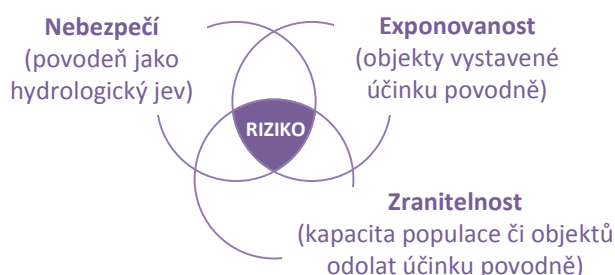 Nebezpečí
(povodeň jako
hydrologický jev)
Exponovanost
(objekty vystavené
účinku povodně)
RIZIKO
Zranitelnost
(kapacita populace či objektů
odolat účinku povodně)